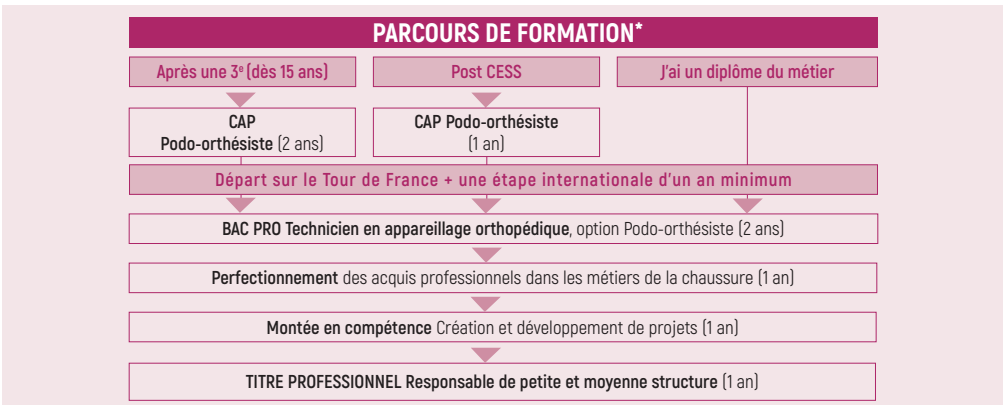 PARCOURS DE FORMATION*
Après une 3e (dès 15 ans)
Post CESS
J'ai un diplôme du métier
CAP
Podo-orthésiste (2 ans)
CAP Podo-orthésiste
(1 an)
Départ sur le Tour de France + une étape internationale d'un an minimum
BAC PRO Technicien en appareillage orthopédique, option Podo-orthésiste (2 ans)
Perfectionnement des acquis professionnels dans les métiers de la chaussure (1 an)
Montée en compétence Création et développement de projets (1 an)
TITRE PROFESSIONNEL Responsable de petite et moyenne structure (1 an)